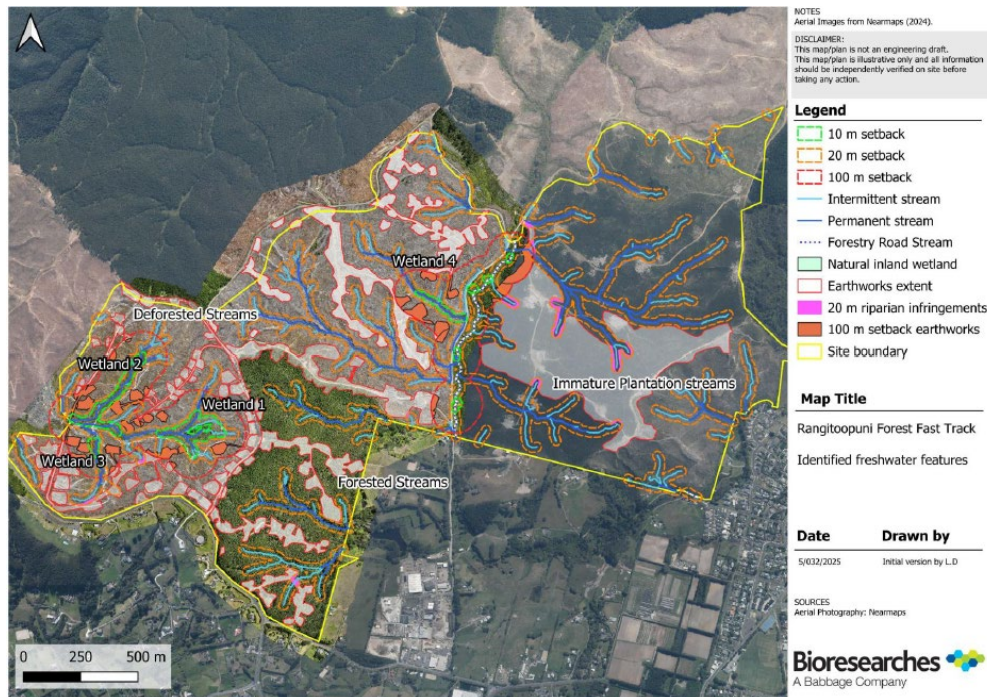 NOTES
Aerial Images from Nearmaps (2024).
DISCLAIMER:
This map/plan is not an engineering draft.
This map/plan is illustrative only and all information
should be independently verified on site before
taking any action.
Legend
10 m setback
20 m setback
100 m setback
Intermittent stream
Permanent stream
Forestry Road Stream
Natural inland wetland
Earthworks extent
20 m riparian infringements
100 m setback earthworks
Site boundary
Map Title
Rangitoopuni Forest Fast Track
Identified freshwater features
Date Drawn by
5/032/2025 Initial version by L.D
SOURCES
Aerial Photography: Nearmaps
Bioresearches
A Babbage Company
Wetland 4
Deforested Streams
Wetland 2
Immature Plantation streams
Wetland 1
Wetland 3
Forested Streams
0 250 500 m